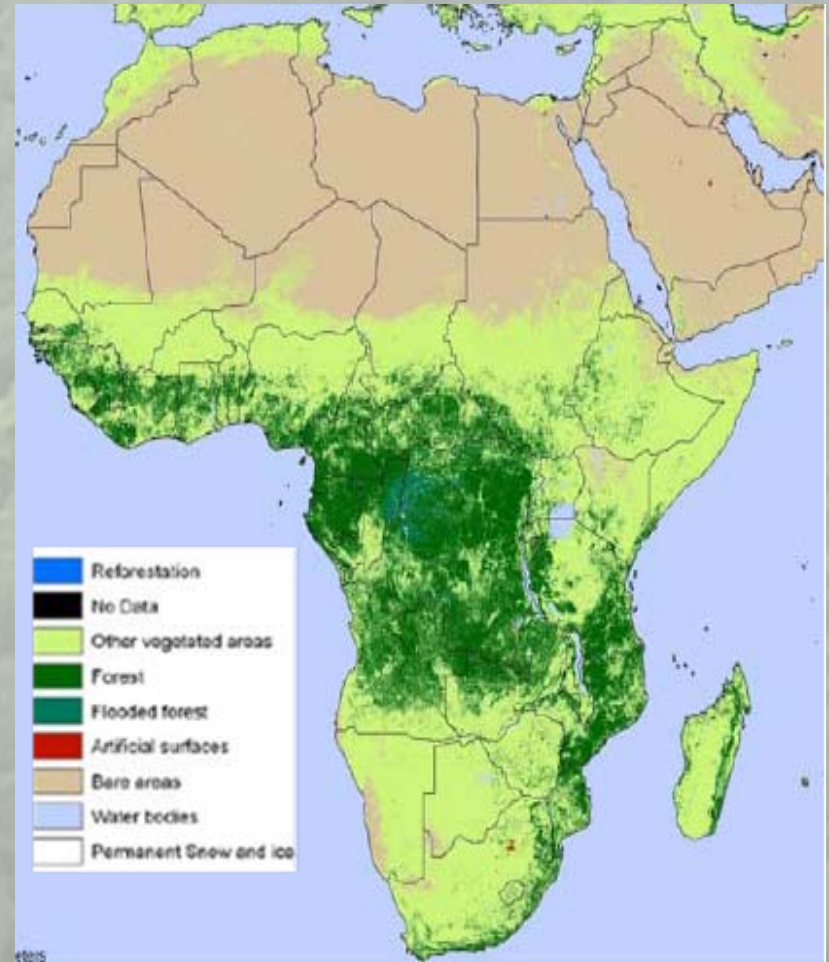 Reforestation
No Data
Other vegetated areas
Forest
Flooded forest
Artificial surfaces
Bare areas
Water bodies
Permanent Snow and ice
eters